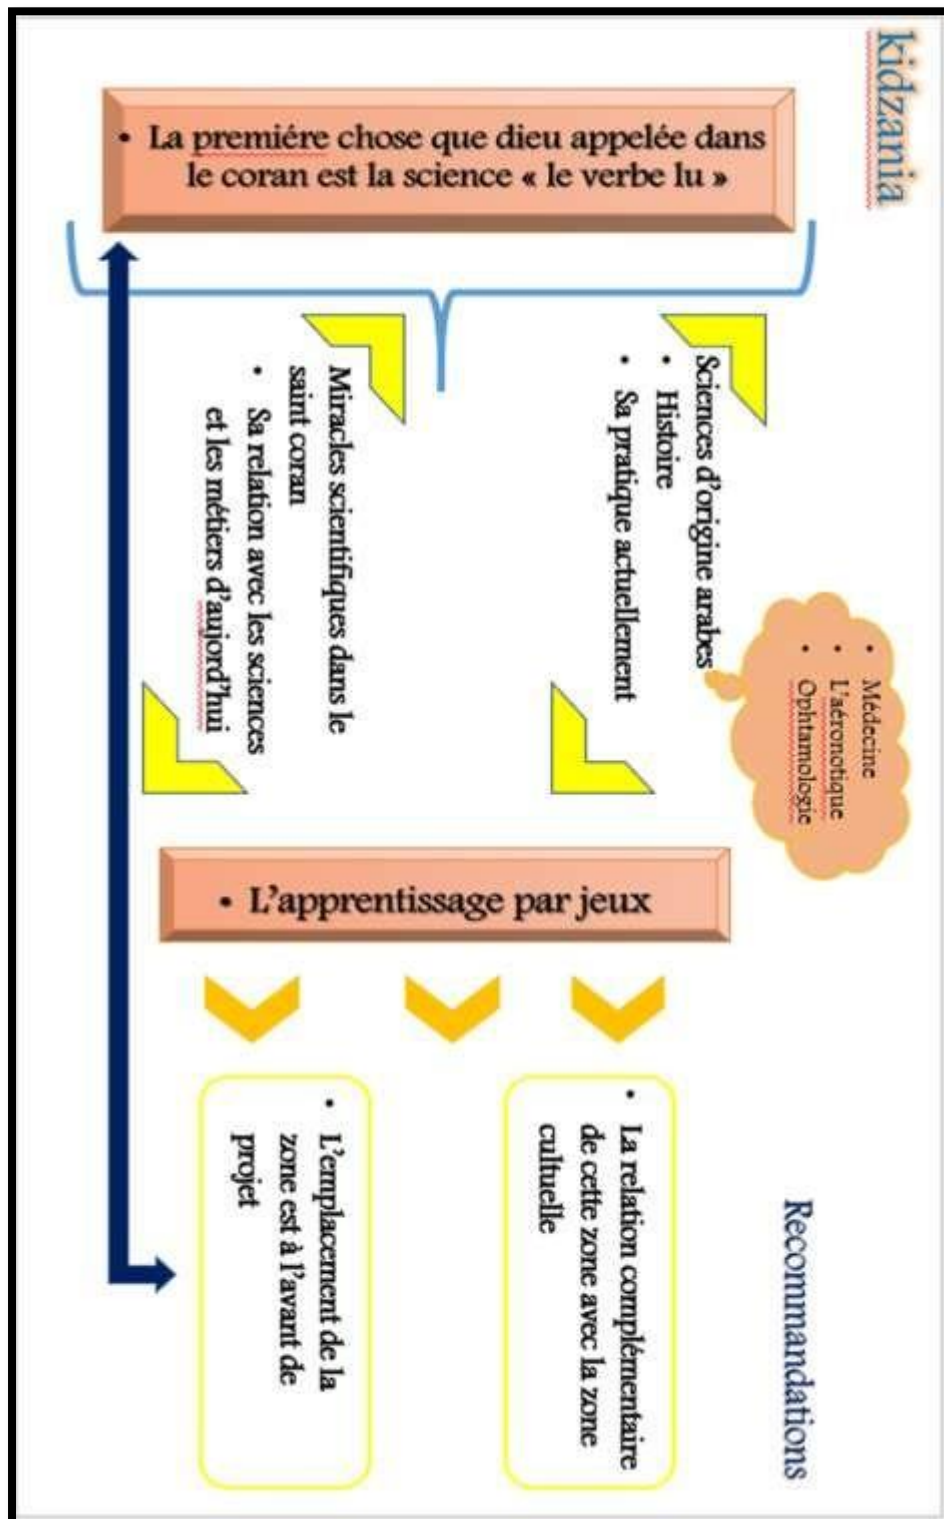 kidzania
• La premiére chose que dieu appelée dans
le coran est la science « le verbe lu »
Sciences d'origine arabes
• Histoire
• Sa pratique actuellement
• Médecine
• L'aéronotique
• Ophtamologie
Miracles scientifiques dans le
saint coran
• Sa relation avec les sciences
et les métiers d'aujord'hui
• L'apprentissage par jeux
Recommandations
• La relation complémentaire
de cette zone avec la zone
cultuelle
• L'emplacement de la
zone est à l'avant de
projet